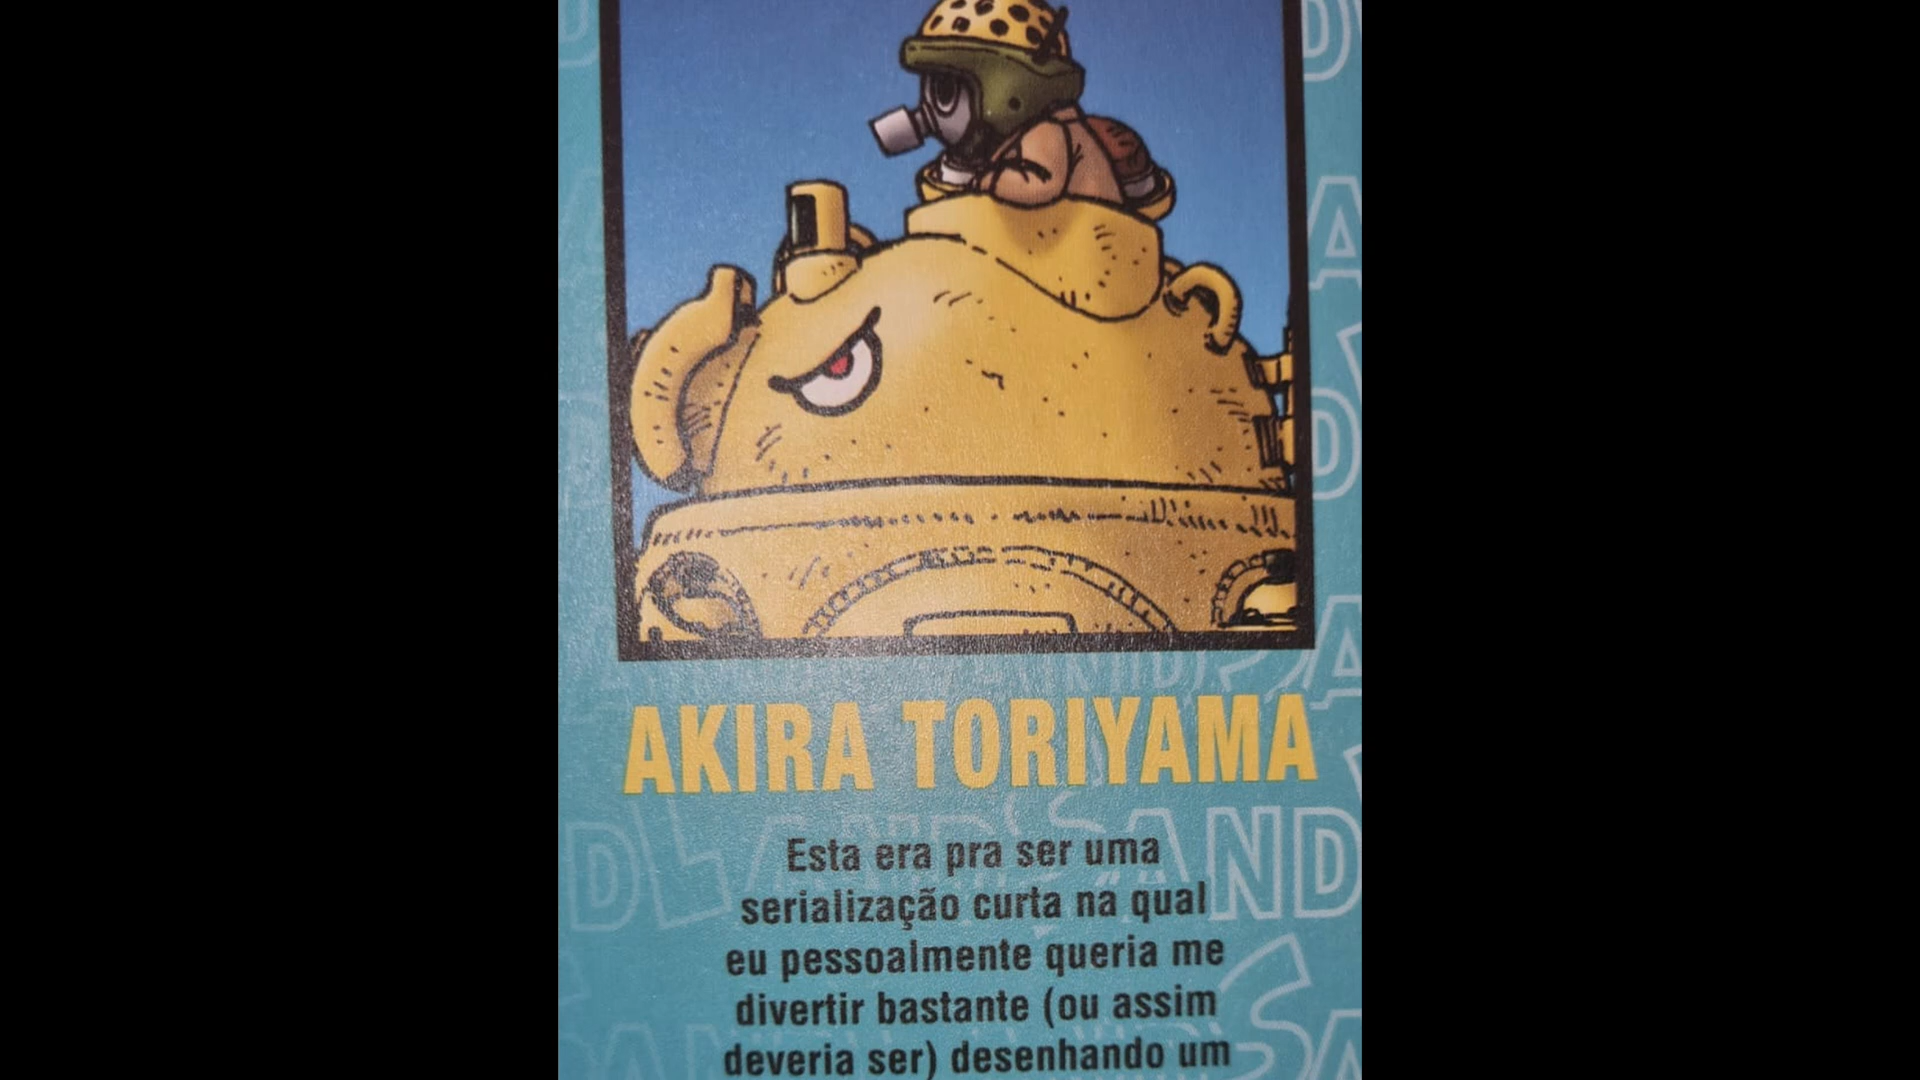 AKIRA TORIYAMA
Esta era pra ser uma
serialização curta na qual
eu pessoalmente queria me
divertir bastante (ou assim
deveria ser) desenhando um